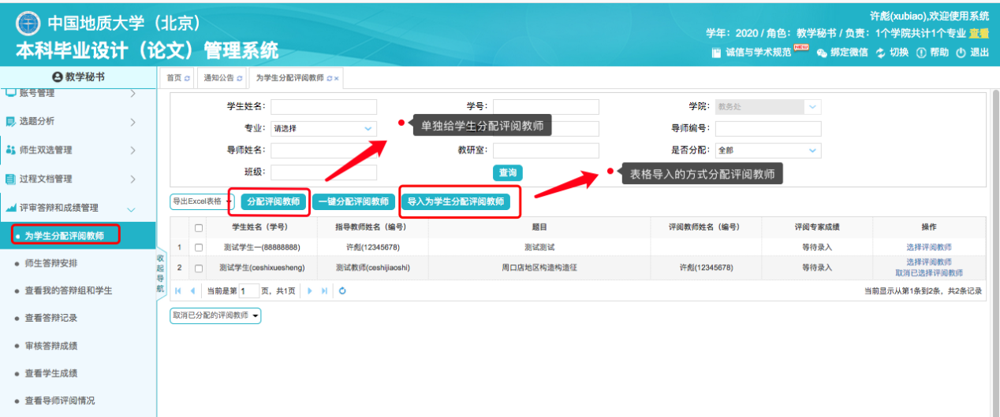 中国地质大学（北京）
本科毕业设计（论文）管理系统
许彪(xubiao),欢迎使用系统
学年：2020 / 角色：教学秘书 / 负责：1个学院共计1个专业 查看
诚信与学术规范 NEW 绑定微信 切换 帮助 退出
教学秘书
首页 通知公告 为学生分配评阅教师
账号管理
选题分析
师生双选管理
过程文档管理
评审答辩和成绩管理
为学生分配评阅教师
师生答辩安排
查看我的答辩组和学生
查看答辩记录
审核答辩成绩
查看学生成绩
查看导师评阅情况
收起导航
学生姓名： 学号： 学院： 教务处
专业： 请选择 单独给学生分配评阅教师 导师编号：
导师姓名： 教研室： 是否分配： 全部
班级： 查询 表格导入的方式分配评阅教师
导出Excel表格 分配评阅教师 一键分配评阅教师 导入为学生分配评阅教师
学生姓名（学号） 指导教师姓名（编号） 题目 评阅教师姓名（编号） 评阅专家成绩 操作
1 测试学生一(88888888) 许彪(12345678) 测试测试 等待录入 选择评阅教师
2 测试学生(ceshixuesheng) 测试教师(ceshijiaoshi) 周口店地区构造构造征 许彪(12345678) 等待录入 选择评阅教师
取消已选择评阅教师
当前是第 1 页，共1页 当前显示从第1条到2条，共2条记录
取消已分配的评阅教师